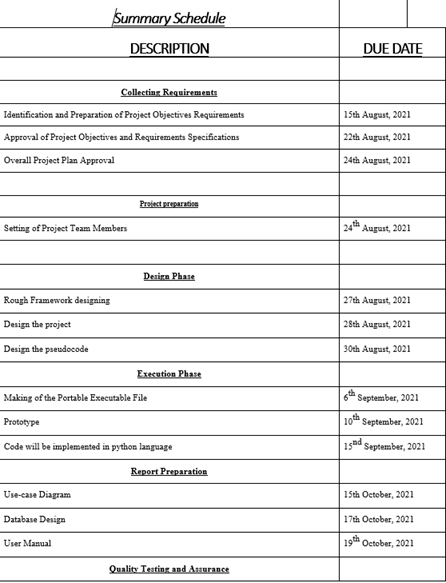 Summary Schedule
DESCRIPTION DUE DATE
Collecting Requirements
Identification and Preparation of Project Objectives Requirements 15th August, 2021
Approval of Project Objectives and Requirements Specifications 22th August, 2021
Overall Project Plan Approval 24th August, 2021
Project preparation
Setting of Project Team Members 24th August, 2021
Design Phase
Rough Framework designing 27th August, 2021
Design the project 28th August, 2021
Design the pseudocode 30th August, 2021
Execution Phase
Making of the Portable Executable File 6th September, 2021
Prototype 10th September, 2021
Code will be implemented in python language 15nd September, 2021
Report Preparation
Use-case Diagram 15th October, 2021
Database Design 17th October, 2021
User Manual 19th October, 2021
Quality Testing and Assurance